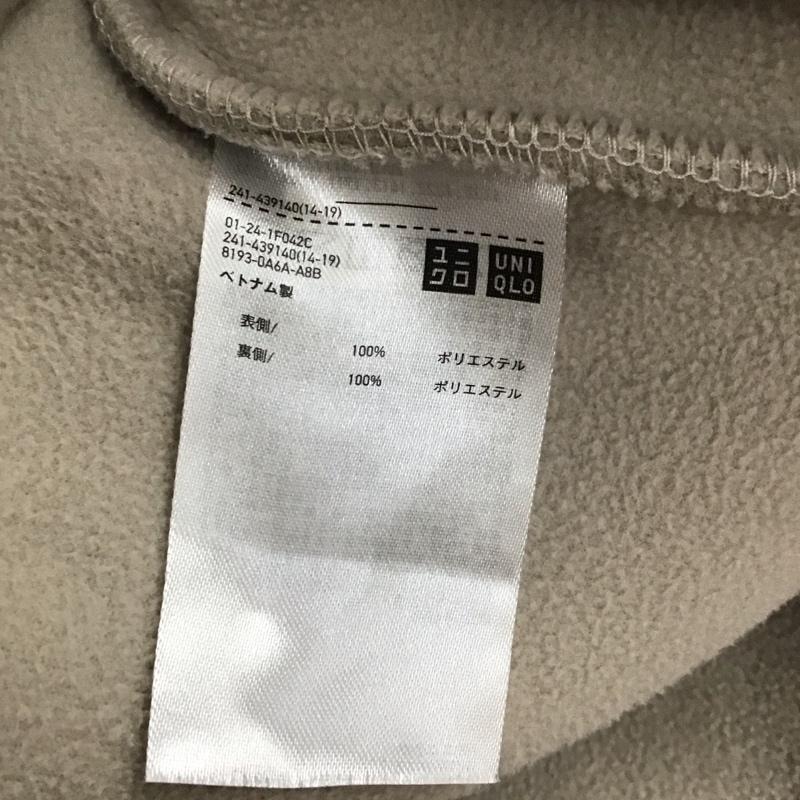 241-439140(14-19)
01-24-1F042C
241-439140(14-19)
8193-0A6A-A8B
ベトナム製
ユニクロ
UNIQLO
表側/ 100% ポリエステル
裏側/ 100% ポリエステル